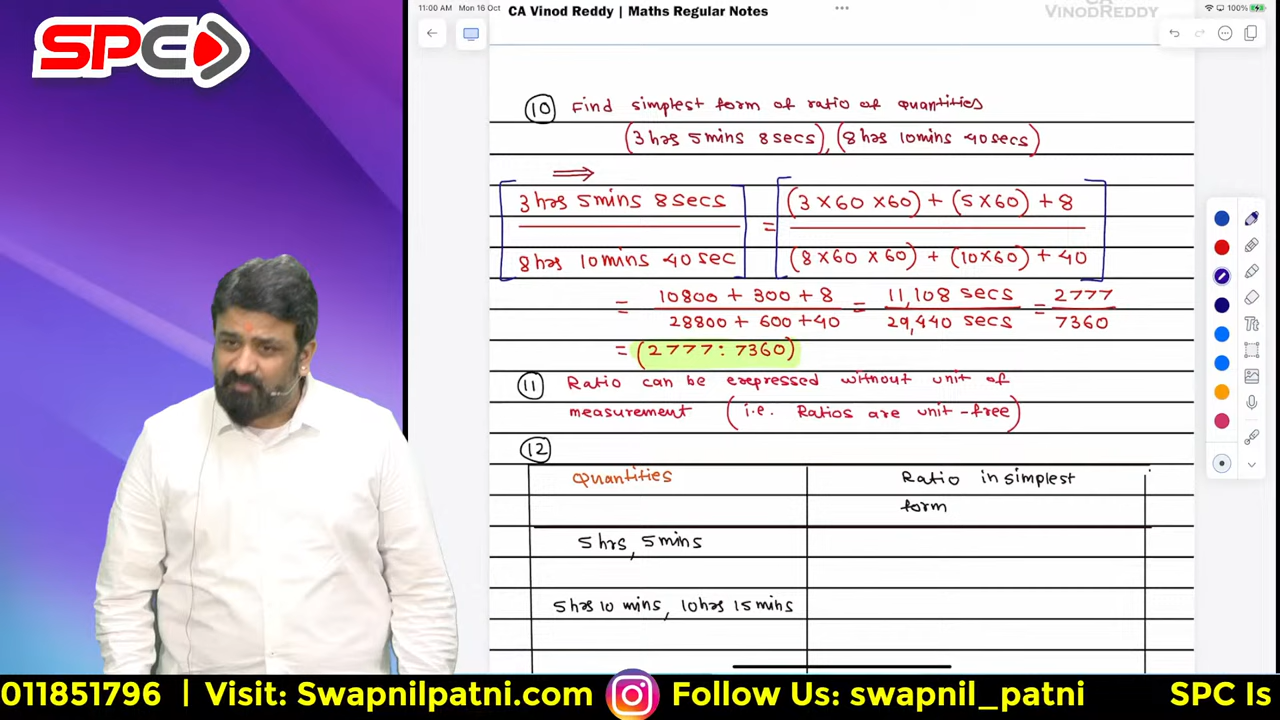 11:00 AM Mon 16 Oct
CA Vinod Reddy | Maths Regular Notes
100%
CA
VINODREDDY
SPC
10 Find simplest form of ratio of quantities
(3 hrs 5 mins 8 secs), (8 hrs 10 mins 40 secs)
⇒
3 hrs 5 mins 8 secs / 8 hrs 10 mins 40 sec = (3 × 60 × 60) + (5 × 60) + 8 / (8 × 60 × 60) + (10 × 60) + 40
= 10800 + 300 + 8 / 28800 + 600 + 40 = 11,108 secs / 29,440 secs = 2777 / 7360
= (2777 : 7360)
11 Ratio can be expressed without unit of
measurement (i.e. Ratios are unit-free)
12
Quantities Ratio in simplest
form
5 hrs, 5 mins
5 hrs 10 mins, 10 hrs 15 mins
Tt
011851796 | Visit: Swapnilpatni.com Follow Us: swapnil_patni SPC Is